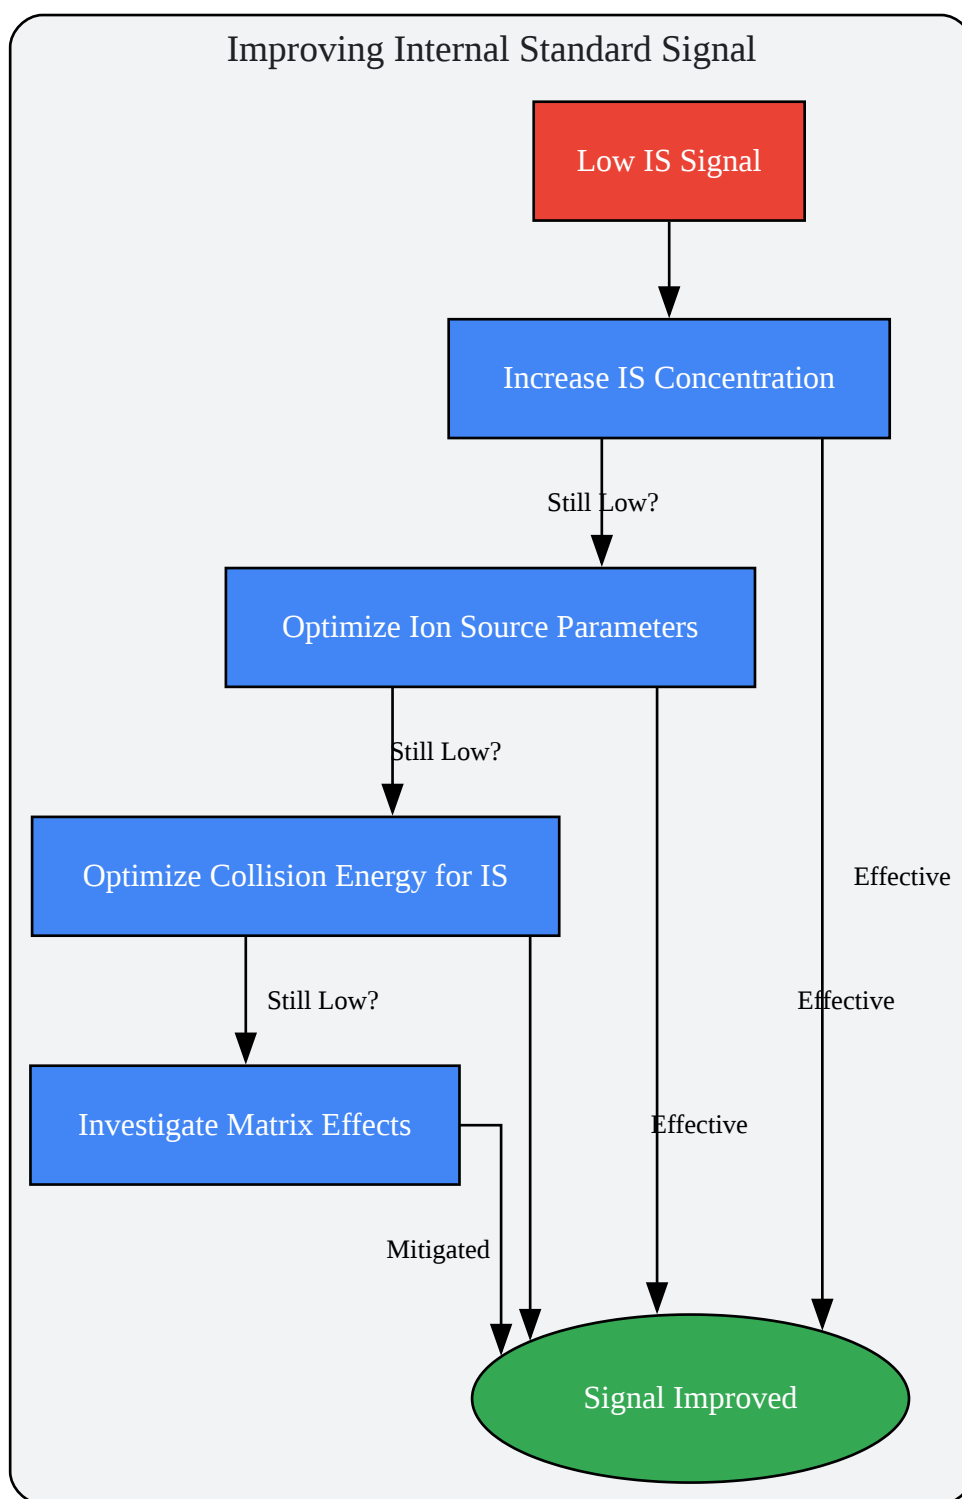 Improving Internal Standard Signal
Low IS Signal
Increase IS Concentration
Still Low?
Optimize Ion Source Parameters
Still Low?
Optimize Collision Energy for IS
Effective
Still Low?
Effective
Investigate Matrix Effects
Effective
Mitigated
Signal Improved